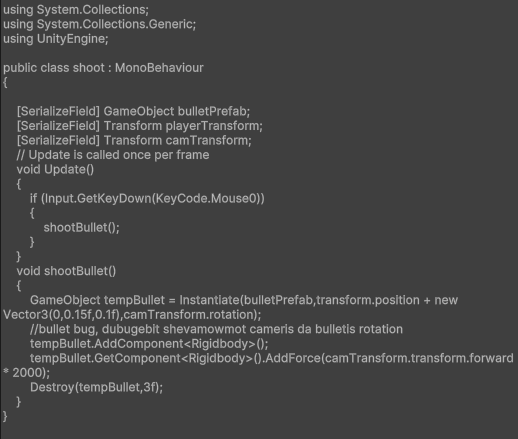 using System.Collections;
using System.Collections.Generic;
using UnityEngine;
public class shoot : MonoBehaviour
{
[SerializeField] GameObject bulletPrefab;
[SerializeField] Transform playerTransform;
[SerializeField] Transform camTransform;
// Update is called once per frame
void Update()
{
if (Input.GetKeyDown(KeyCode.Mouse0))
{
shootBullet();
}
}
void shootBullet()
{
GameObject tempBullet = Instantiate(bulletPrefab,transform.position + new
Vector3(0,0.15f,0.1f),camTransform.rotation);
//bullet bug, dubugebit shevamowmot cameris da bulletis rotation
tempBullet.AddComponent<Rigidbody>();
tempBullet.GetComponent<Rigidbody>().AddForce(camTransform.transform.forward
* 2000);
Destroy(tempBullet,3f);
}
}